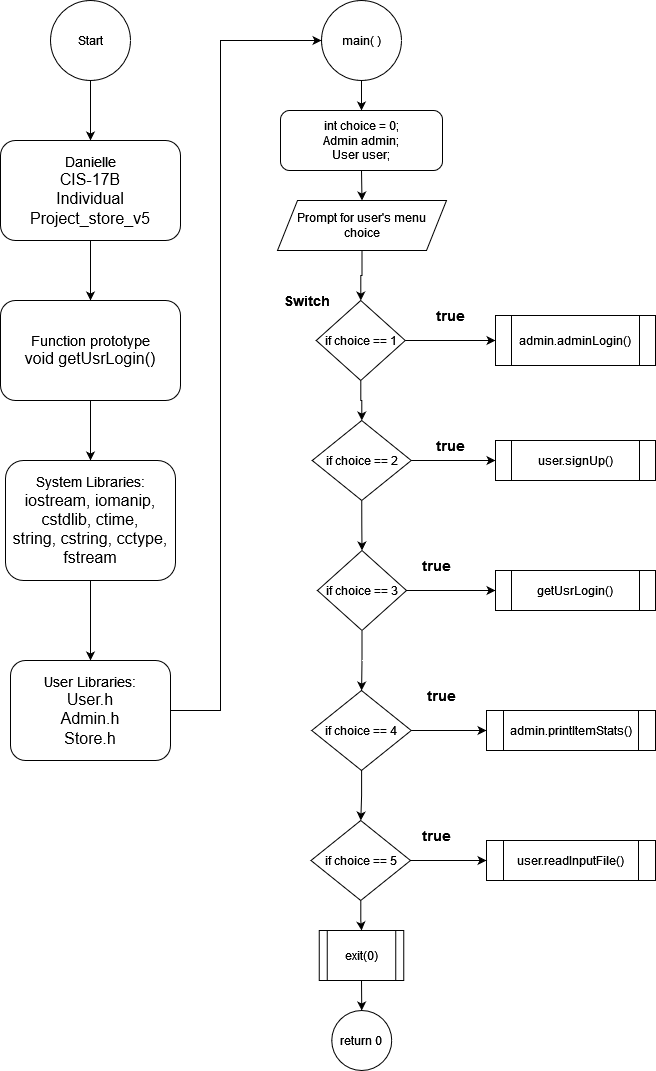 Start
Danielle
CIS-17B
Individual
Project_store_v5
Function prototype
void getUsrLogin()
System Libraries:
iostream, iomanip,
cstdlib, ctime,
string, cstring, cctype,
fstream
User Libraries:
User.h
Admin.h
Store.h
main( )
int choice = 0;
Admin admin;
User user;
Prompt for user's menu
choice
Switch
if choice == 1
true
admin.adminLogin()
if choice == 2
true
user.signUp()
if choice == 3
true
getUsrLogin()
if choice == 4
true
admin.printItemStats()
if choice == 5
true
user.readInputFile()
exit(0)
return 0